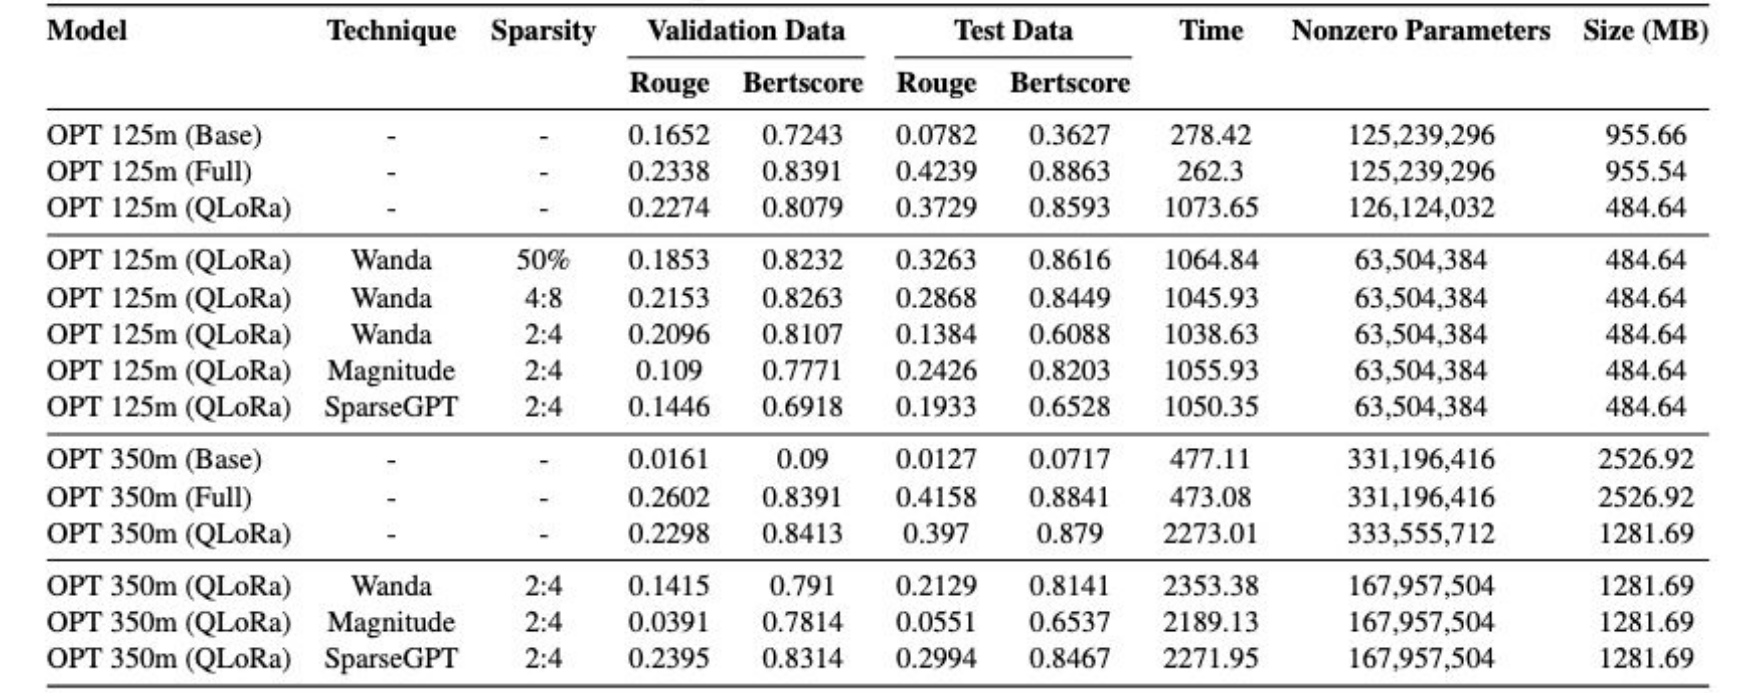 Model Technique Sparsity Validation Data Test Data Time Nonzero Parameters Size (MB)
Rouge Bertscore Rouge Bertscore
OPT 125m (Base) - - 0.1652 0.7243 0.0782 0.3627 278.42 125,239,296 955.66
OPT 125m (Full) - - 0.2338 0.8391 0.4239 0.8863 262.3 125,239,296 955.54
OPT 125m (QLoRa) - - 0.2274 0.8079 0.3729 0.8593 1073.65 126,124,032 484.64
OPT 125m (QLoRa) Wanda 50% 0.1853 0.8232 0.3263 0.8616 1064.84 63,504,384 484.64
OPT 125m (QLoRa) Wanda 4:8 0.2153 0.8263 0.2868 0.8449 1045.93 63,504,384 484.64
OPT 125m (QLoRa) Wanda 2:4 0.2096 0.8107 0.1384 0.6088 1038.63 63,504,384 484.64
OPT 125m (QLoRa) Magnitude 2:4 0.109 0.7771 0.2426 0.8203 1055.93 63,504,384 484.64
OPT 125m (QLoRa) SparseGPT 2:4 0.1446 0.6918 0.1933 0.6528 1050.35 63,504,384 484.64
OPT 350m (Base) - - 0.0161 0.09 0.0127 0.0717 477.11 331,196,416 2526.92
OPT 350m (Full) - - 0.2602 0.8391 0.4158 0.8841 473.08 331,196,416 2526.92
OPT 350m (QLoRa) - - 0.2298 0.8413 0.397 0.879 2273.01 333,555,712 1281.69
OPT 350m (QLoRa) Wanda 2:4 0.1415 0.791 0.2129 0.8141 2353.38 167,957,504 1281.69
OPT 350m (QLoRa) Magnitude 2:4 0.0391 0.7814 0.0551 0.6537 2189.13 167,957,504 1281.69
OPT 350m (QLoRa) SparseGPT 2:4 0.2395 0.8314 0.2994 0.8467 2271.95 167,957,504 1281.69